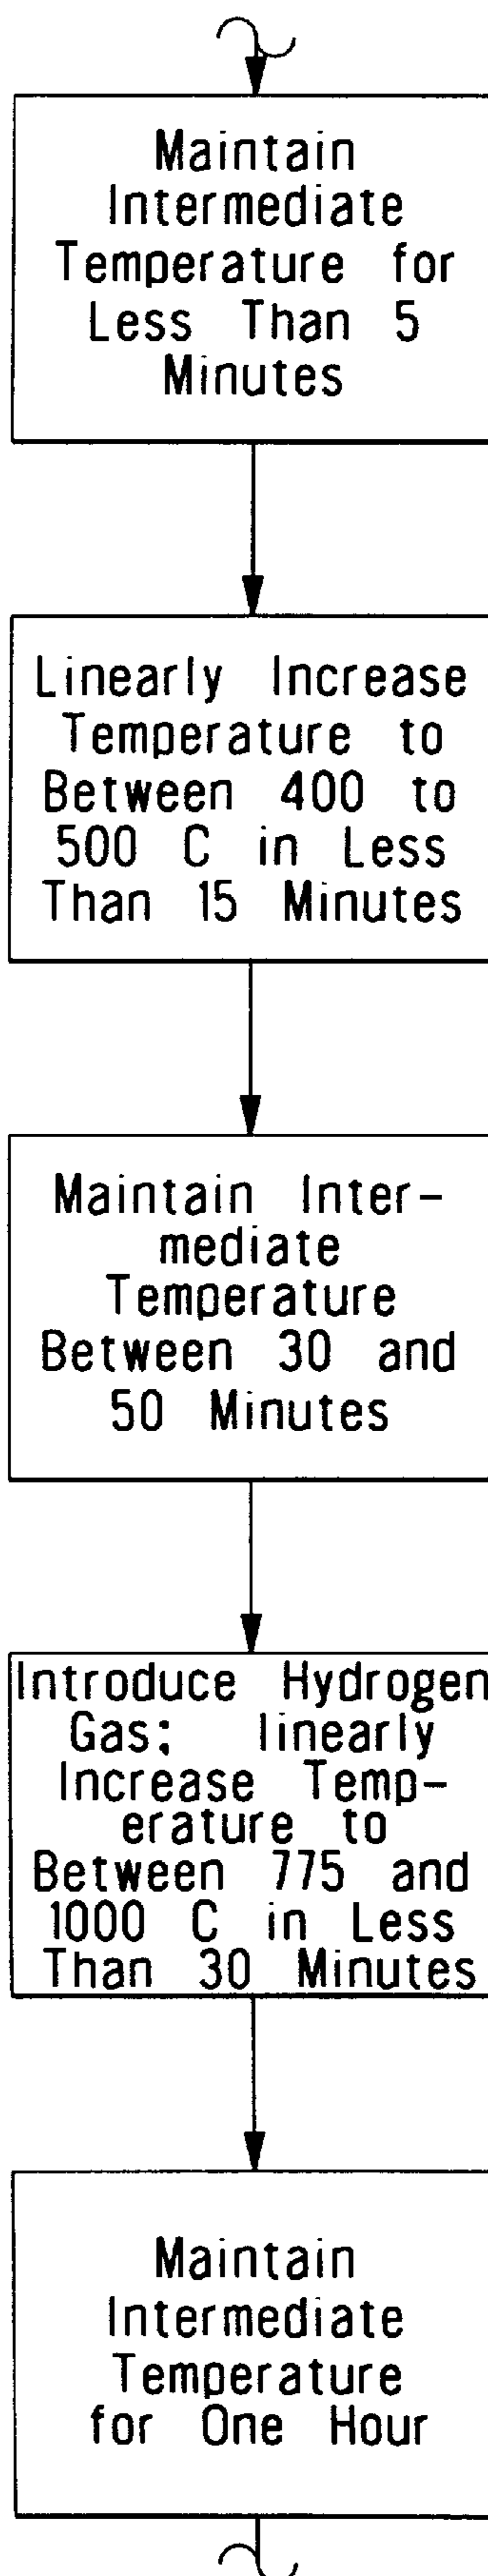 Maintain
Intermediate
Temperature for
Less Than 5
Minutes
Linearly Increase
Temperature to
Between 400 to
500 C in Less
Than 15 Minutes
Maintain Inter-
mediate
Temperature
Between 30 and
50 Minutes
Introduce Hydrogen
Gas; linearly
Increase Temp-
erature to
Between 775 and
1000 C in Less
Than 30 Minutes
Maintain
Intermediate
Temperature
for One Hour